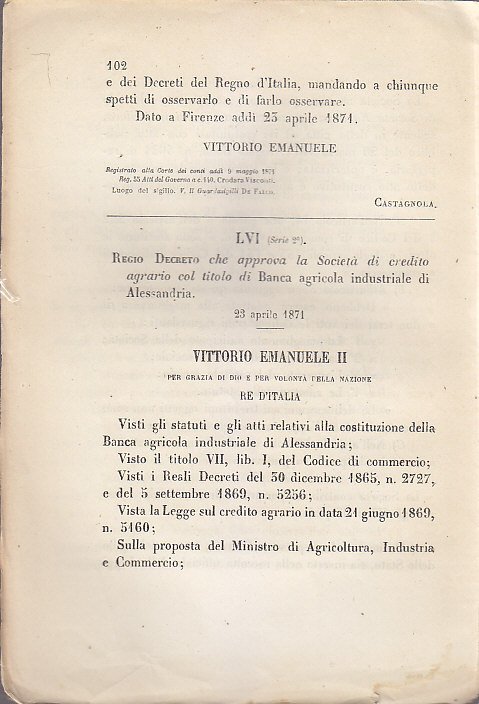 102
e dei Decreti del Regno d'Italia, mandando a chiunque
spetti di osservarlo e di farlo osservare.
Dato a Firenze addì 23 aprile 1871.
VITTORIO EMANUELE
Registrato alla Corte dei conti addì 9 maggio 1871
Reg. 55 Atti del Governo a c. 140. Crodara Visconti.
Luogo del sigillo. V. Il Guardasigilli De Falco.
Castagnola.
LVI (Serie 2ª).
Regio Decreto che approva la Società di credito
agrario col titolo di Banca agricola industriale di
Alessandria.
23 aprile 1871
VITTORIO EMANUELE II
PER GRAZIA DI DIO E PER VOLONTÀ DELLA NAZIONE
RE D'ITALIA
Visti gli statuti e gli atti relativi alla costituzione della
Banca agricola industriale di Alessandria;
Visto il titolo VII, lib. I, del Codice di commercio;
Visti i Reali Decreti del 30 dicembre 1865, n. 2727,
e del 5 settembre 1869, n. 5256;
Vista la Legge sul credito agrario in data 21 giugno 1869,
n. 5160;
Sulla proposta del Ministro di Agricoltura, Industria
e Commercio;